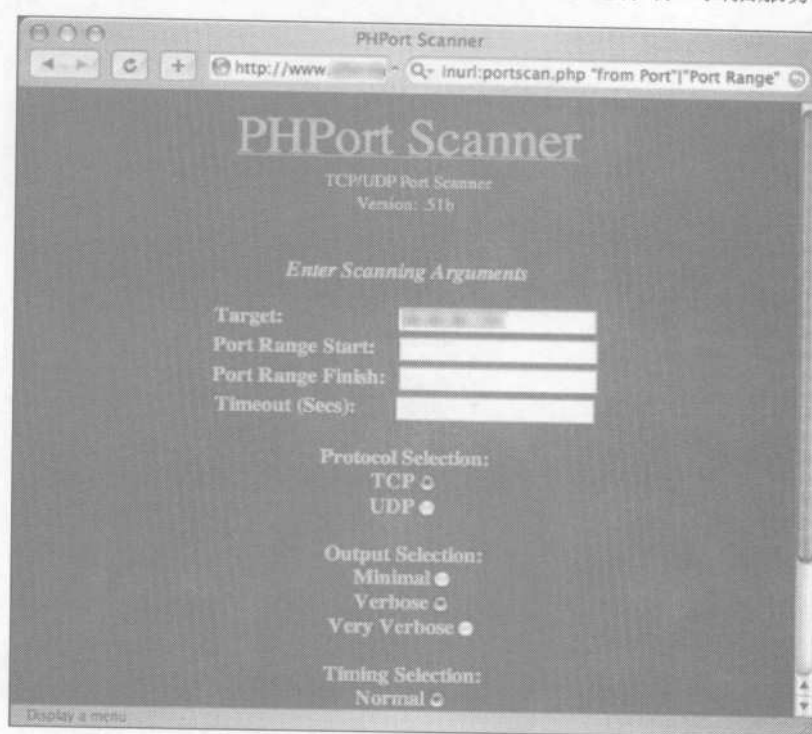 PHPort Scanner
http://www
inurl:portscan.php "from Port"|"Port Range"
PHPort Scanner
TCP/UDP Port Scanner
Version: .51b
Enter Scanning Arguments
Target:
Port Range Start:
Port Range Finish:
Timeout (Secs):
Protocol Selection:
TCP
UDP
Output Selection:
Minimal
Verbose
Very Verbose
Timing Selection:
Normal
Display a menu